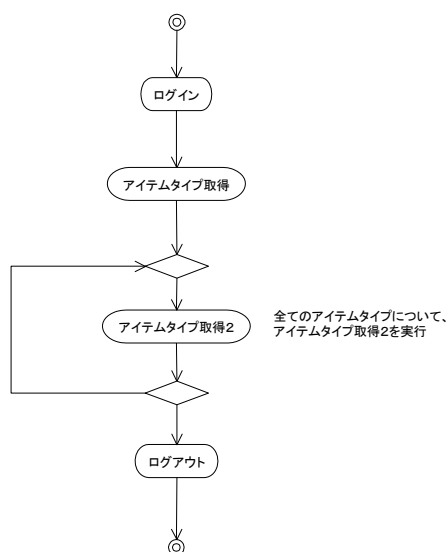 ログイン
アイテムタイプ取得
アイテムタイプ取得2
全てのアイテムタイプについて、
アイテムタイプ取得2を実行
ログアウト